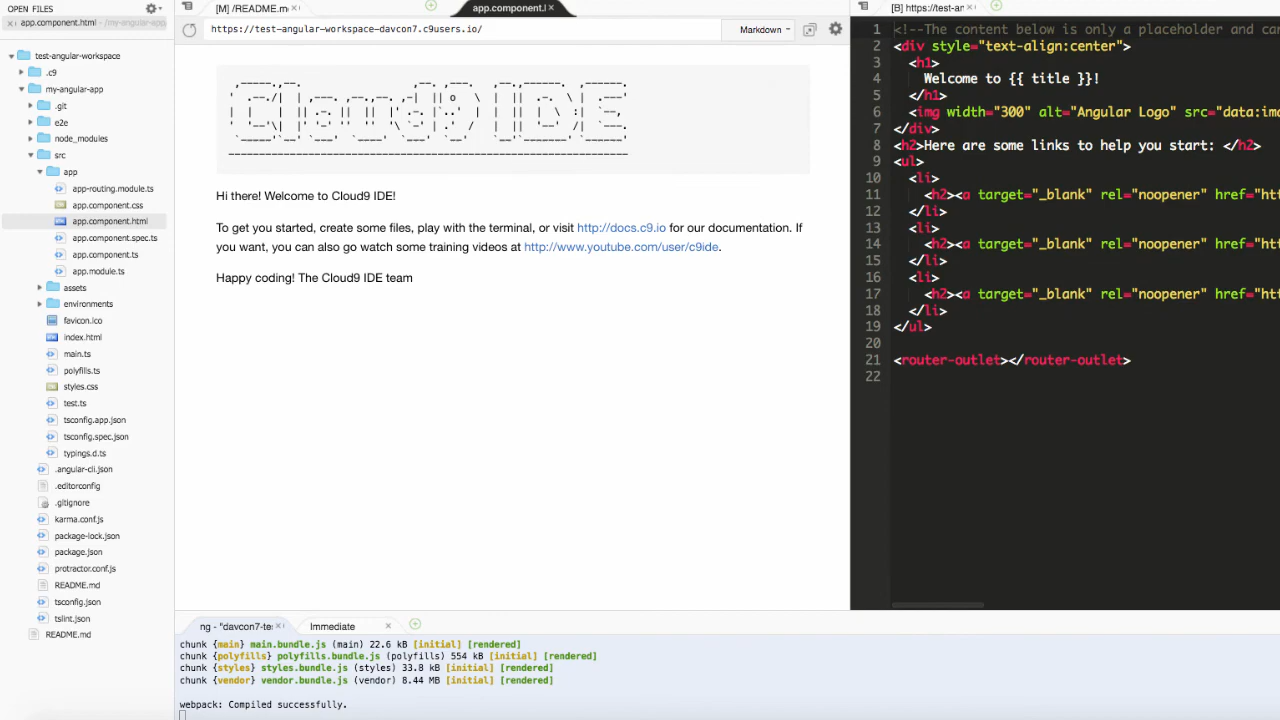 OPEN FILES
app.component.html - /my-angular-app
test-angular-workspace
.c9
my-angular-app
.git
e2e
node_modules
src
app
app-routing.module.ts
app.component.css
app.component.html
app.component.spec.ts
app.component.ts
app.module.ts
assets
environments
favicon.ico
index.html
main.ts
polyfills.ts
styles.css
test.ts
tsconfig.app.json
tsconfig.spec.json
typings.d.ts
.angular-cli.json
.editorconfig
.gitignore
karma.conf.js
package-lock.json
package.json
protractor.conf.js
README.md
tsconfig.json
tslint.json
README.md
[M] /README.m
app.component.l
https://test-angular-workspace-davcon7.c9users.io/
Markdown
Cloud9 IDE
Hi there! Welcome to Cloud9 IDE!
To get you started, create some files, play with the terminal, or visit http://docs.c9.io for our documentation. If
you want, you can also go watch some training videos at http://www.youtube.com/user/c9ide.
Happy coding! The Cloud9 IDE team
[B] https://test-ar
1 <!--The content below is only a placeholder and can
2 <div style="text-align:center">
3 <h1>
4 Welcome to {{ title }}!
5 </h1>
6 <img width="300" alt="Angular Logo" src="data:ima
7 </div>
8 <h2>Here are some links to help you start: </h2>
9 <ul>
10 <li>
11 <h2><a target="_blank" rel="noopener" href="htt
12 </li>
13 <li>
14 <h2><a target="_blank" rel="noopener" href="htt
15 </li>
16 <li>
17 <h2><a target="_blank" rel="noopener" href="htt
18 </li>
19 </ul>
20
21 <router-outlet></router-outlet>
22
ng - "davcon7-te
Immediate
chunk {main} main.bundle.js (main) 22.6 kB [initial] [rendered]
chunk {polyfills} polyfills.bundle.js (polyfills) 554 kB [initial] [rendered]
chunk {styles} styles.bundle.js (styles) 33.8 kB [initial] [rendered]
chunk {vendor} vendor.bundle.js (vendor) 8.44 MB [initial] [rendered]
webpack: Compiled successfully.